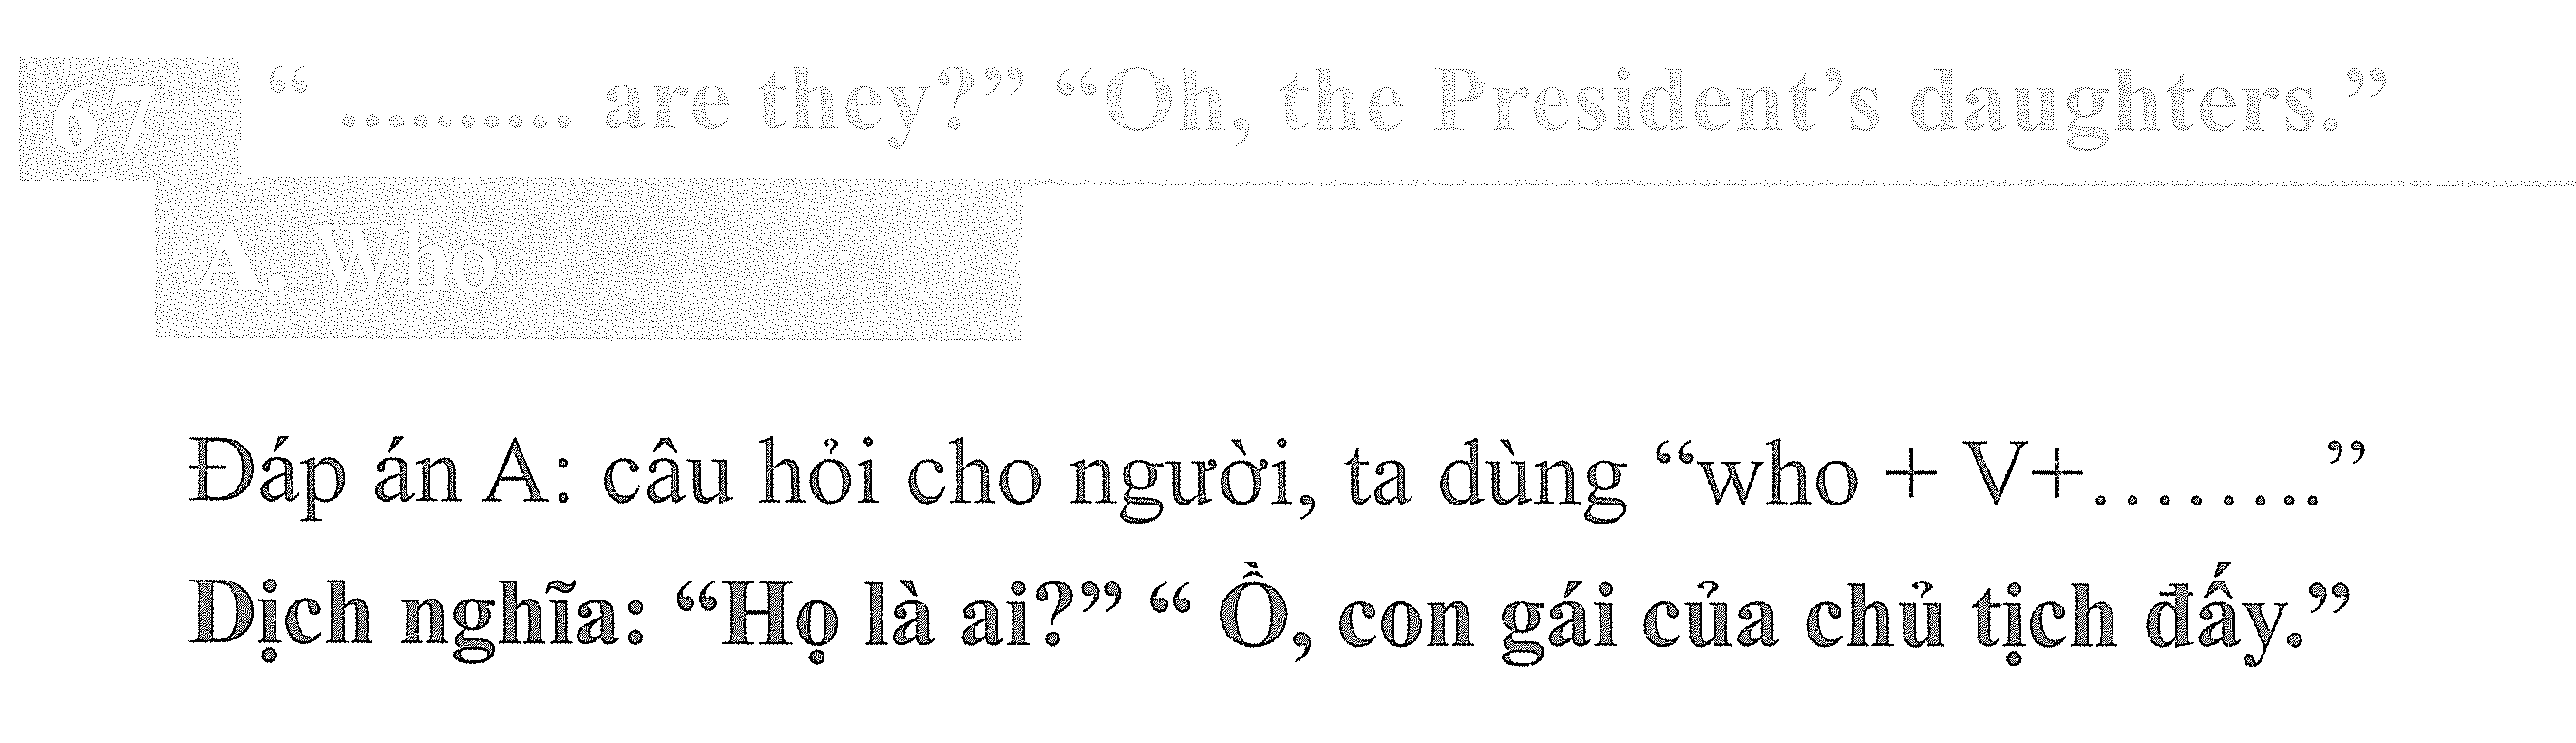 67 “.......... are they?” “Oh, the President’s daughters.”
A. Who
Đáp án A: câu hỏi cho người, ta dùng “who + V+........”
Dịch nghĩa: “Họ là ai?” “ Ồ, con gái của chủ tịch đấy.”